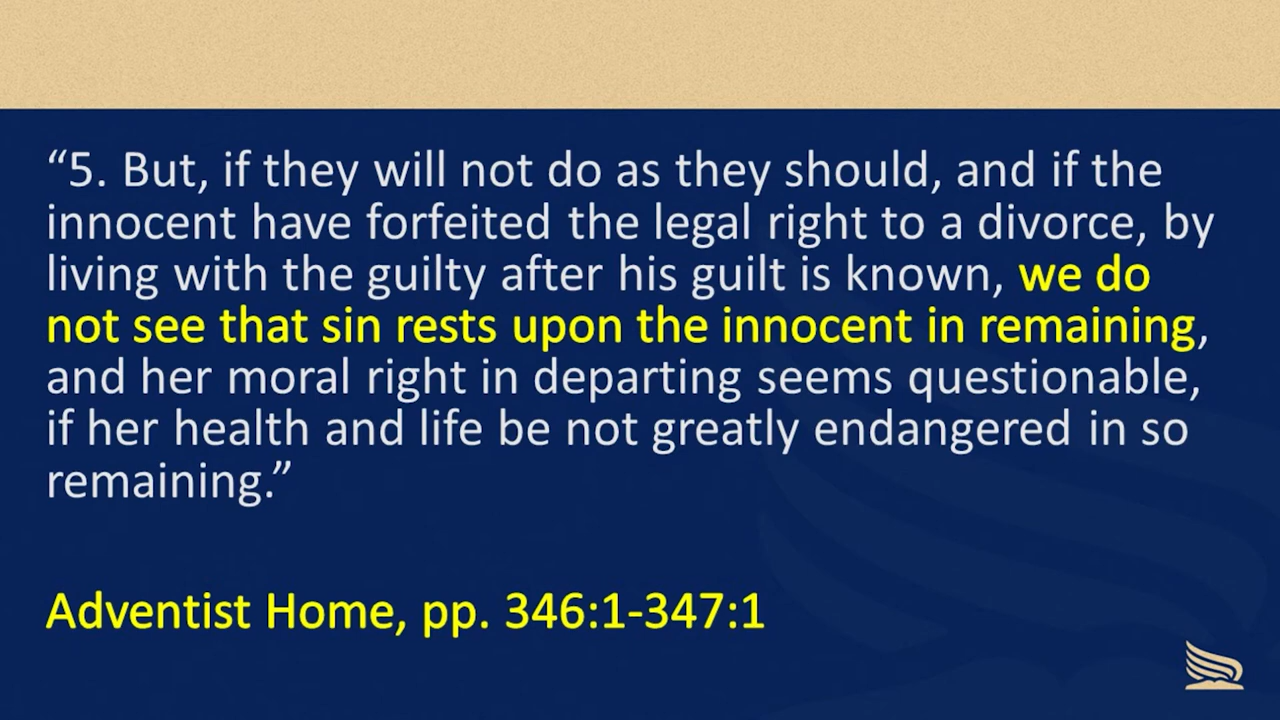 “5. But, if they will not do as they should, and if the
innocent have forfeited the legal right to a divorce, by
living with the guilty after his guilt is known, we do
not see that sin rests upon the innocent in remaining,
and her moral right in departing seems questionable,
if her health and life be not greatly endangered in so
remaining.”
Adventist Home, pp. 346:1-347:1